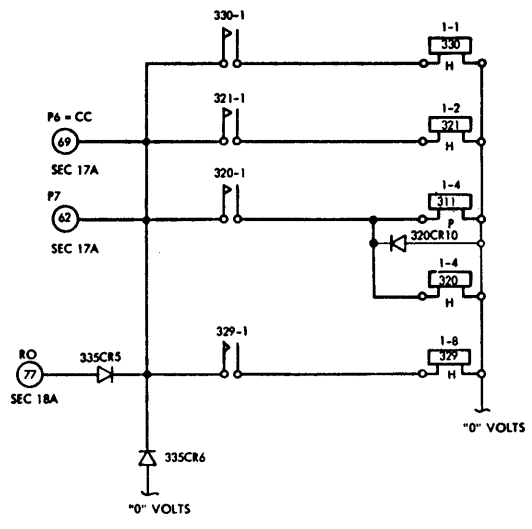 330-1
1-1
330
H
P6 = CC
69
SEC 17A
321-1
1-2
321
H
P7
62
SEC 17A
320-1
1-4
311
P
320CR10
1-4
320
H
RO
77
SEC 18A
335CR5
329-1
1-8
329
H
335CR6
"0" VOLTS
"0" VOLTS